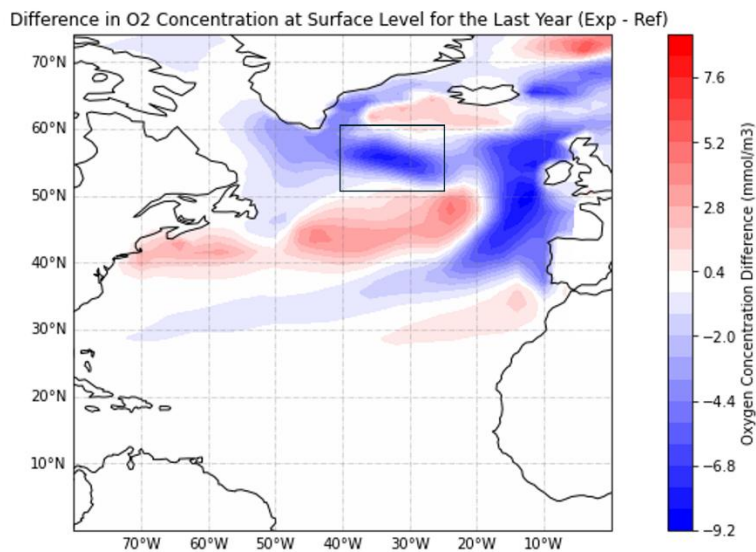 Difference in O2 Concentration at Surface Level for the Last Year (Exp - Ref)
70°N
60°N
50°N
40°N
30°N
20°N
10°N
70°W
60°W
50°W
40°W
30°W
20°W
10°W
7.6
5.2
2.8
0.4
−2.0
−4.4
−6.8
−9.2
Oxygen Concentration Difference (mmol/m3)